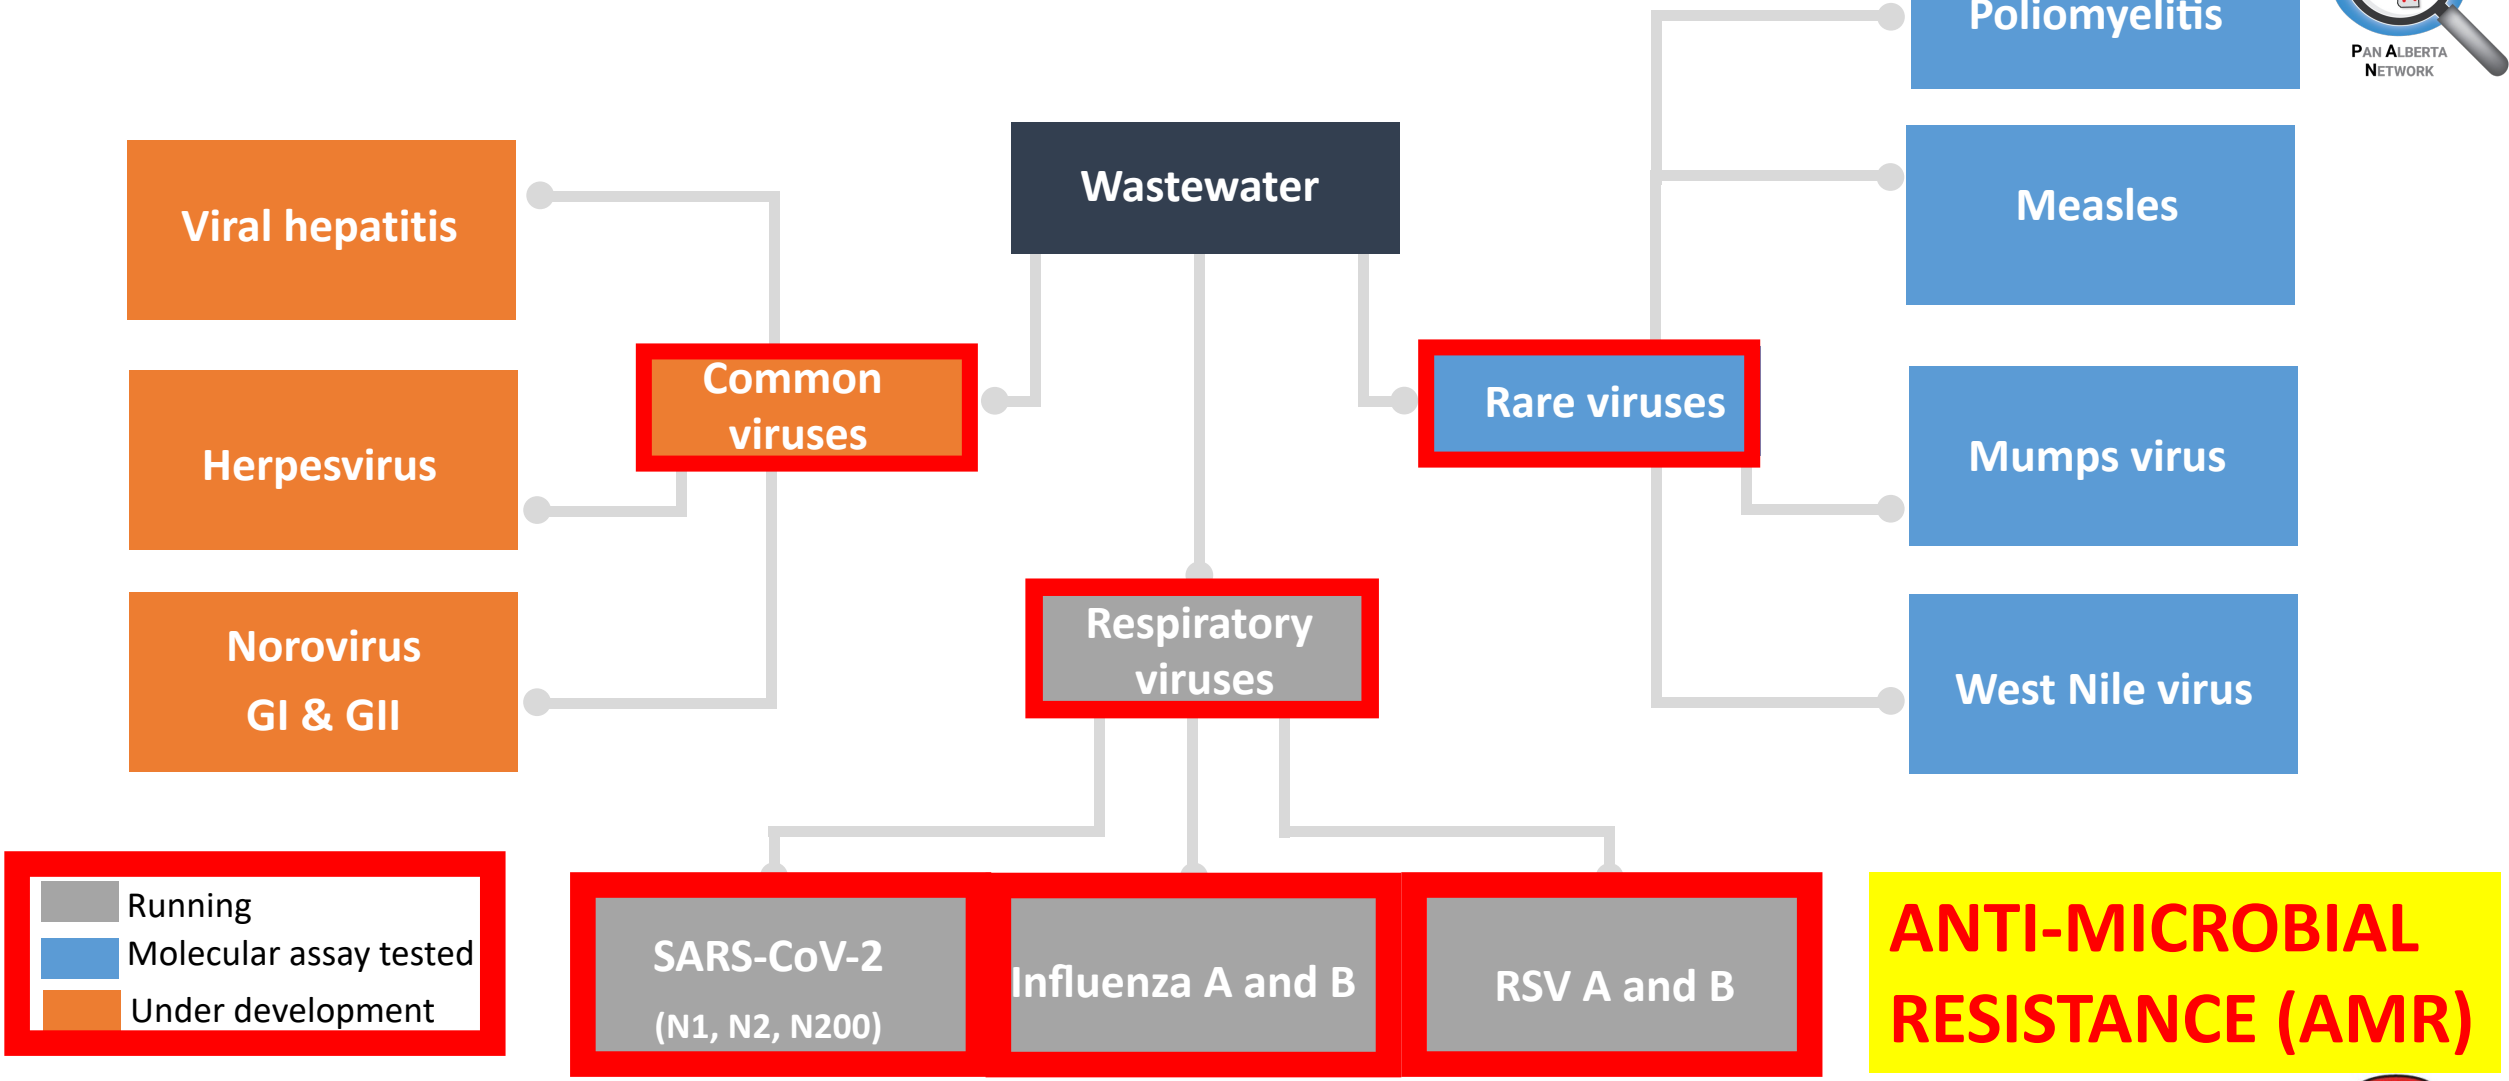 Poliomyelitis
PAN ALBERTA
NETWORK
Wastewater
Viral hepatitis
Measles
Common
viruses
Rare viruses
Herpesvirus
Mumps virus
Respiratory
viruses
Norovirus
GI & GII
West Nile virus
Running
Molecular assay tested
Under development
SARS-CoV-2
(N1, N2, N200)
Influenza A and B
RSV A and B
ANTI-MICROBIAL
RESISTANCE (AMR)